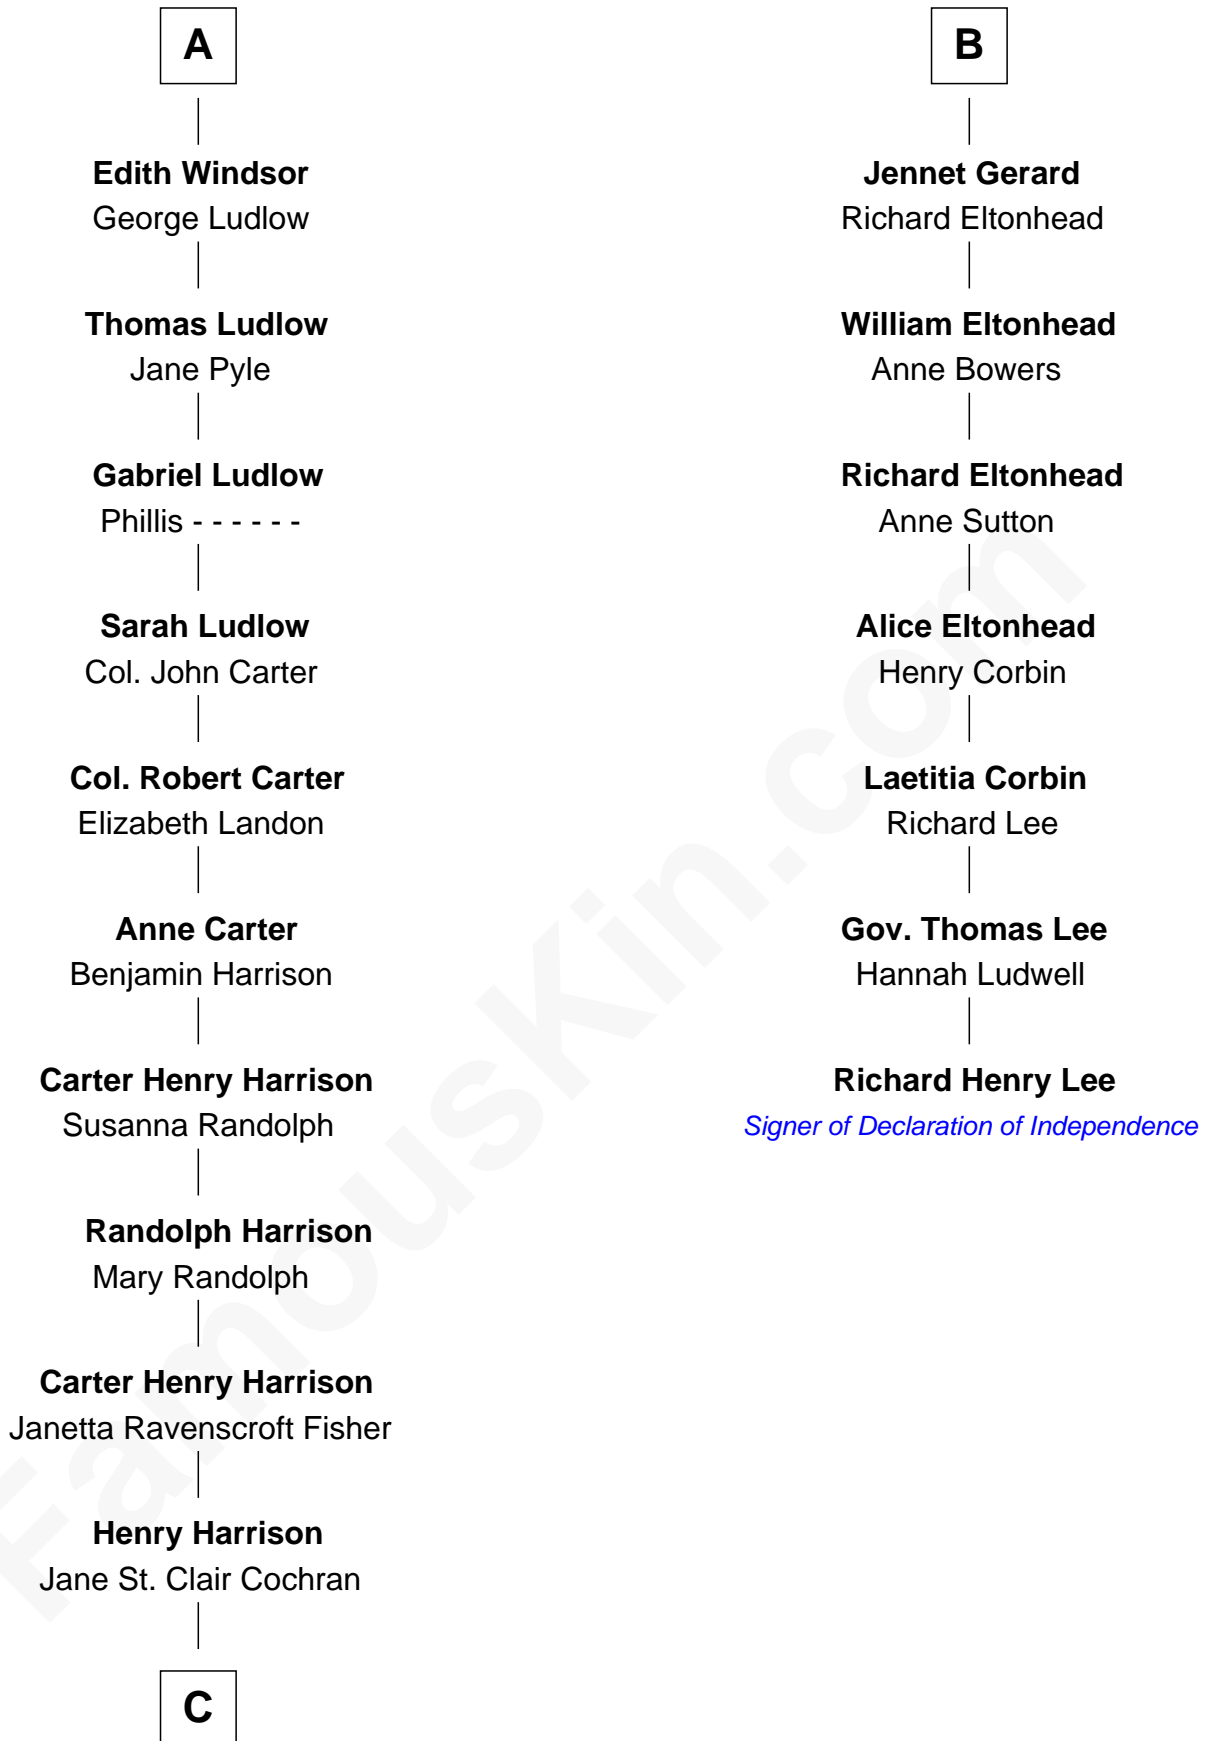 A
Edith Windsor
George Ludlow
Thomas Ludlow
Jane Pyle
Gabriel Ludlow
Phillis - - - - - -
Sarah Ludlow
Col. John Carter
Col. Robert Carter
Elizabeth Landon
Anne Carter
Benjamin Harrison
Carter Henry Harrison
Susanna Randolph
Randolph Harrison
Mary Randolph
Carter Henry Harrison
Janetta Ravenscroft Fisher
Henry Harrison
Jane St. Clair Cochran
C
B
Jennet Gerard
Richard Eltonhead
William Eltonhead
Anne Bowers
Richard Eltonhead
Anne Sutton
Alice Eltonhead
Henry Corbin
Laetitia Corbin
Richard Lee
Gov. Thomas Lee
Hannah Ludwell
Richard Henry Lee
Signer of Declaration of Independence
FamousKin.com